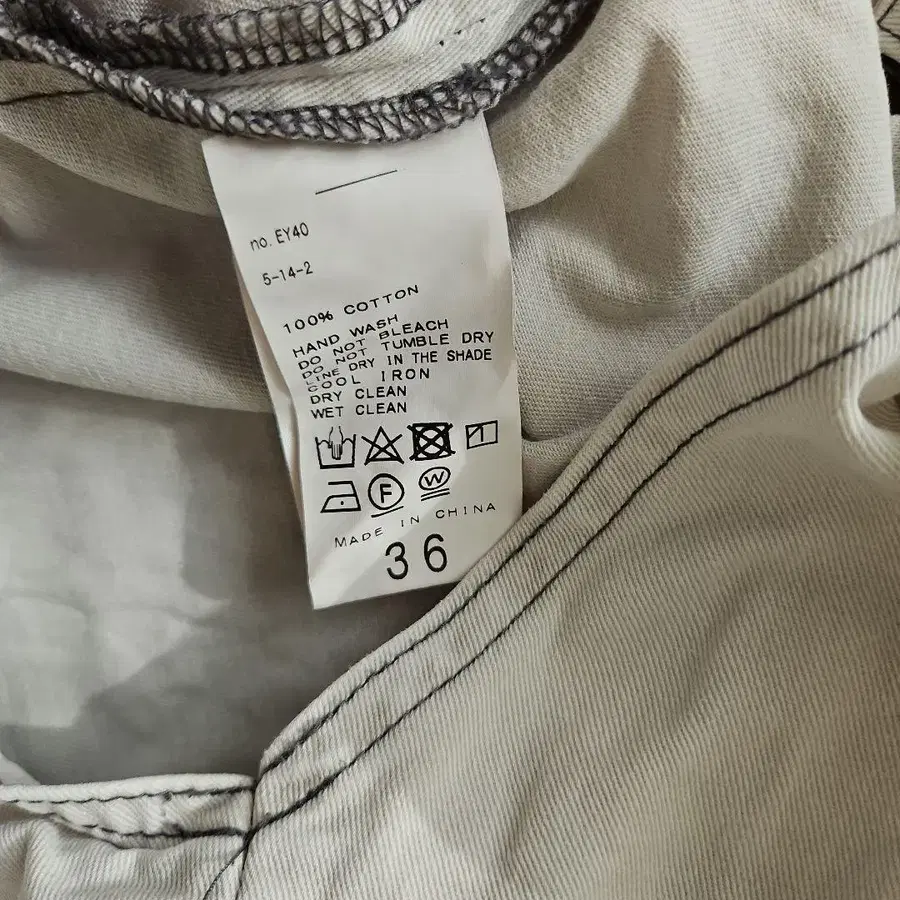 no. EY40
5-14-2
100% COTTON
HAND WASH
DO NOT BLEACH
DO NOT TUMBLE DRY
LINE DRY IN THE SHADE
COOL IRON
DRY CLEAN
WET CLEAN
F W
MADE IN CHINA
36